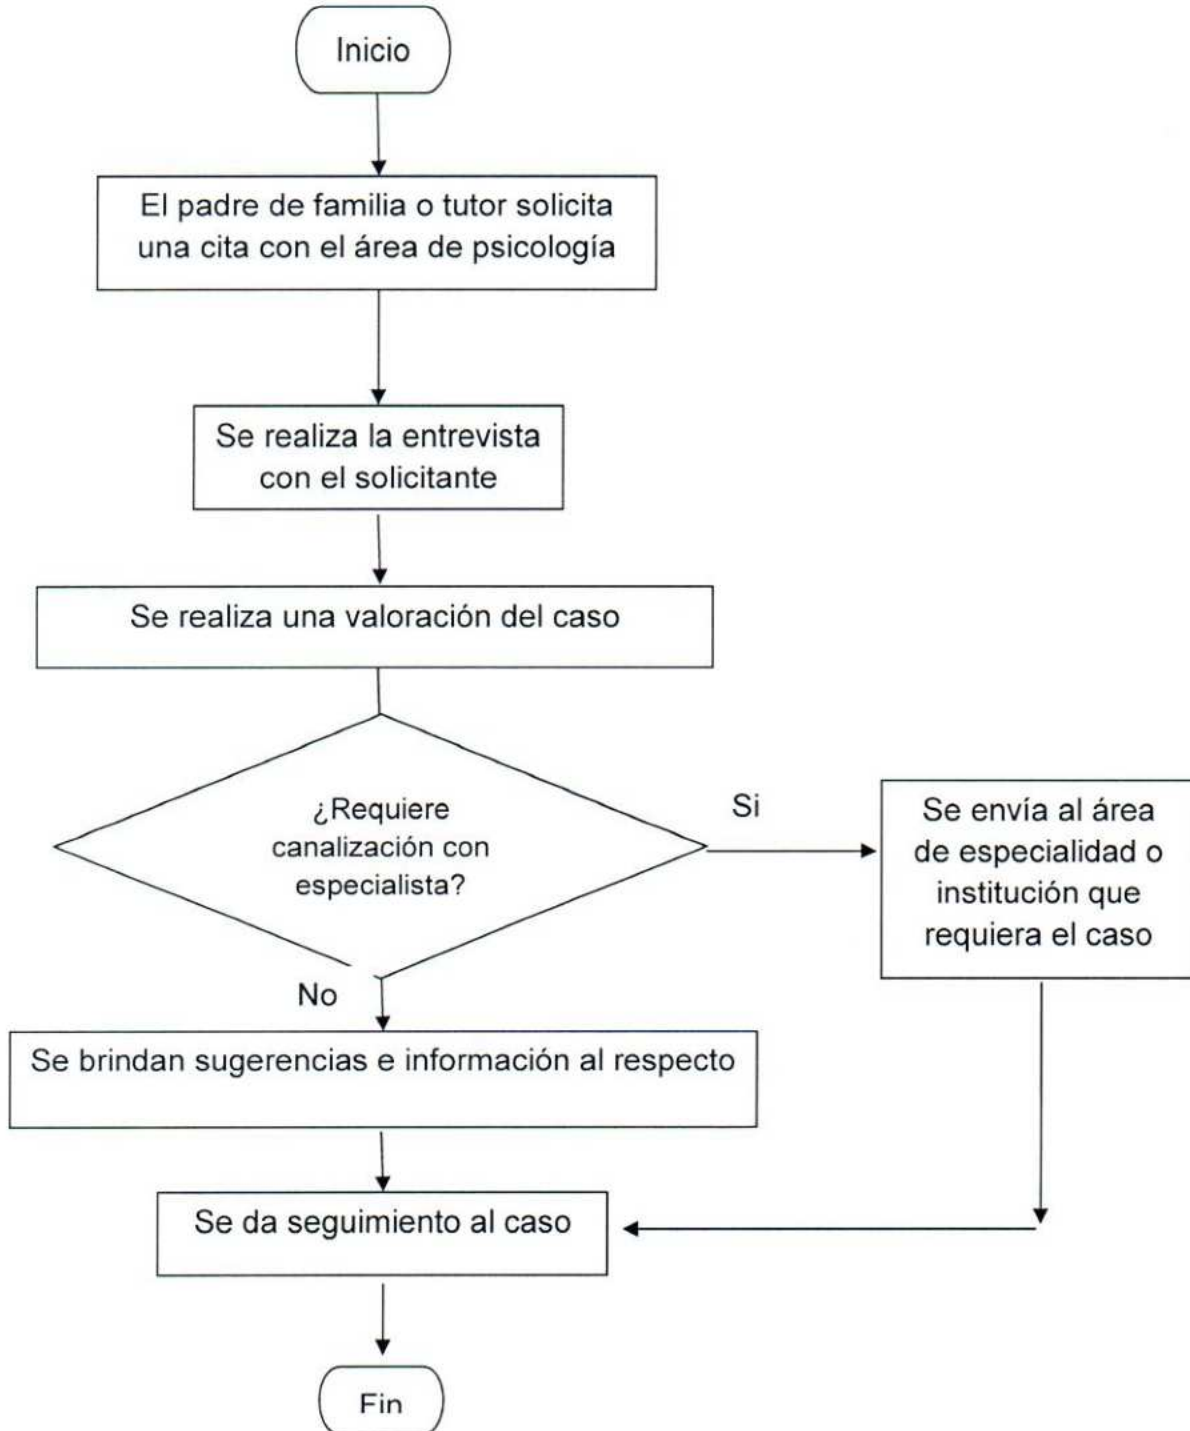 Inicio
El padre de familia o tutor solicita
una cita con el área de psicología
Se realiza la entrevista
con el solicitante
Se realiza una valoración del caso
¿Requiere
canalización con
especialista?
Si
Se envía al área
de especialidad o
institución que
requiera el caso
No
Se brindan sugerencias e información al respecto
Se da seguimiento al caso
Fin